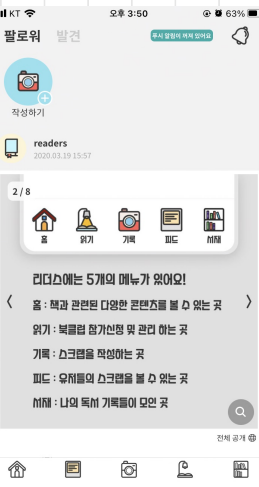 KT 오후 3:50 63%
팔로워 발견
푸시 알림이 꺼져 있어요
작성하기
readers
2020.03.19 15:57
2 / 8
홈 읽기 기록 피드 서재
리더스에는 5개의 메뉴가 있어요!
홈 : 책과 관련된 다양한 콘텐츠를 볼 수 있는 곳
읽기 : 북클럽 참가신청 및 관리 하는 곳
기록 : 스크랩을 작성하는 곳
피드 : 유저들의 스크랩을 볼 수 있는 곳
서재 : 나의 독서 기록들이 모인 곳
전체 공개